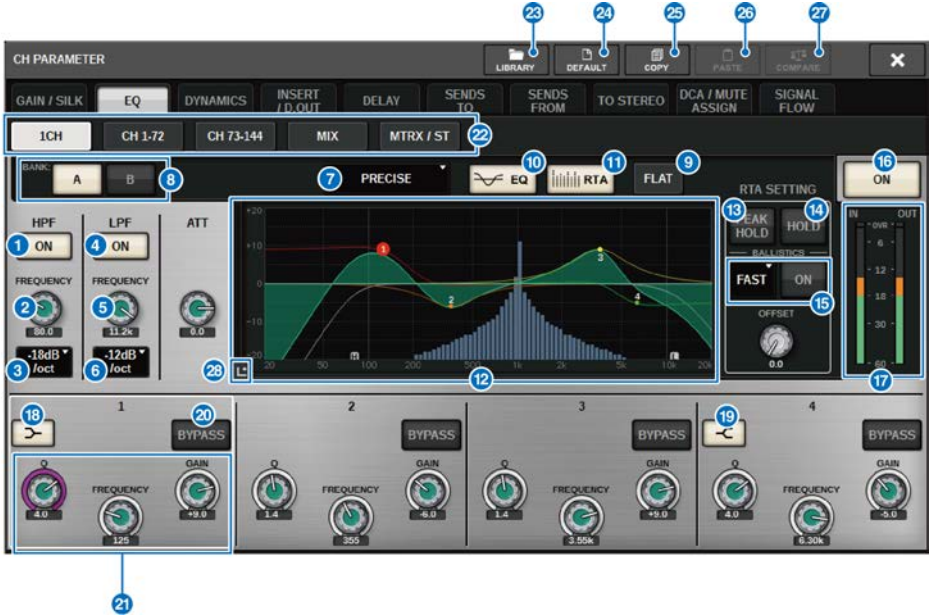 23 24 25 26 27
CH PARAMETER
LIBRARY DEFAULT COPY PASTE COMPARE
GAIN / SILK EQ DYNAMICS INSERT / D.OUT DELAY SENDS TO SENDS FROM TO STEREO DCA / MUTE ASSIGN SIGNAL FLOW
1CH CH 1-72 CH 73-144 MIX MTRX / ST 22
BANK: A B 8 7 PRECISE 10 EQ 11 RTA 9 FLAT 16 ON
RTA SETTING
HPF LPF ATT
1 ON 4 ON
13 PEAK HOLD 14 HOLD
BALLISTICS
FAST ON 15
OFFSET
0.0
IN OUT
OVR
6
12
18
30
60
17
FREQUENCY FREQUENCY
2 5
80.0 11.2k 0.0
-18dB /oct -12dB /oct
3 6
+20
+10
0
-10
-20
1 2 3 4
H L
20 50 100 200 500 1k 2k 5k 10k 20k
28 12
1 2 3 4
18 20 BYPASS BYPASS BYPASS 19 BYPASS
Q FREQUENCY GAIN Q FREQUENCY GAIN Q FREQUENCY GAIN Q FREQUENCY GAIN
4.0 125 +9.0 1.4 355 -6.0 1.4 3.55k +9.0 4.0 6.30k -5.0
21